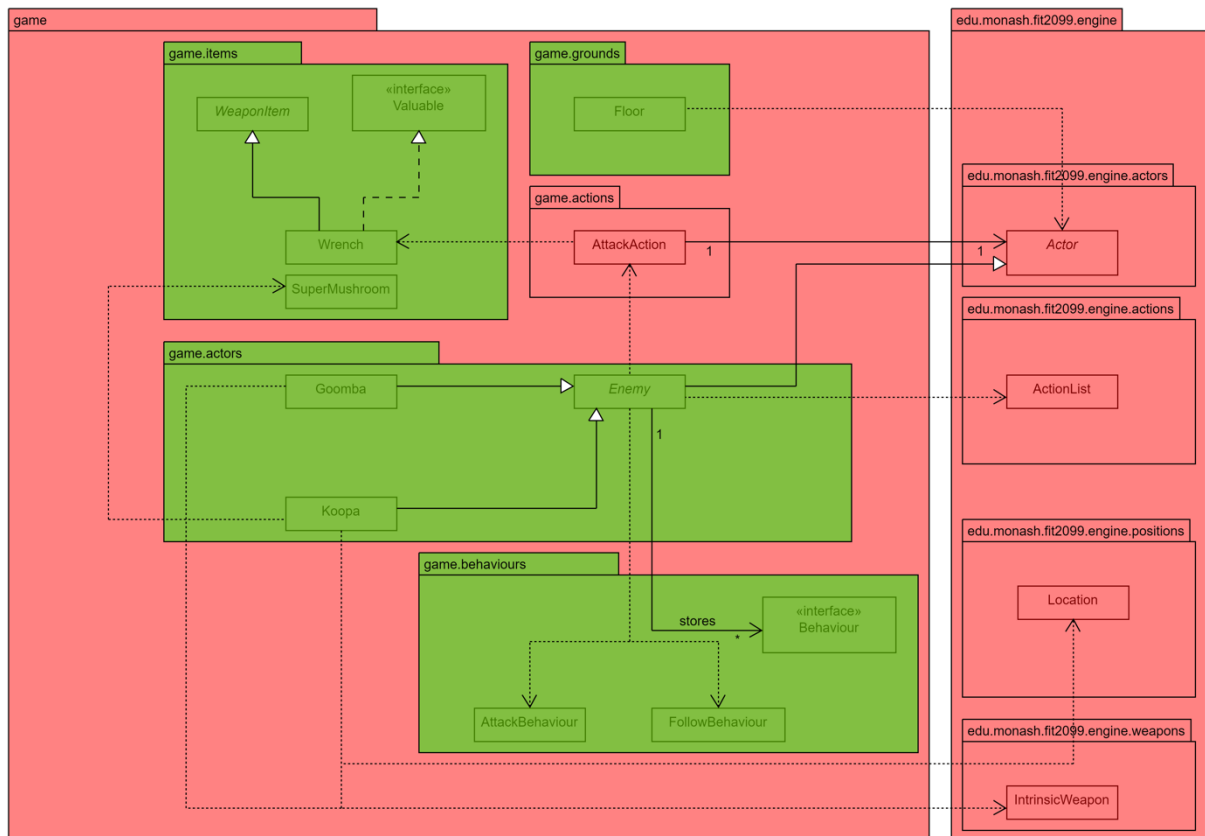 game
edu.monash.fit2099.engine
game.items
game.grounds
WeaponItem
«interface»
Valuable
Floor
edu.monash.fit2099.engine.actors
game.actions
Wrench
AttackAction
1
1
Actor
SuperMushroom
edu.monash.fit2099.engine.actions
game.actors
Goomba
Enemy
ActionList
1
Koopa
edu.monash.fit2099.engine.positions
game.behaviours
Location
«interface»
Behaviour
stores
*
AttackBehaviour
FollowBehaviour
edu.monash.fit2099.engine.weapons
IntrinsicWeapon